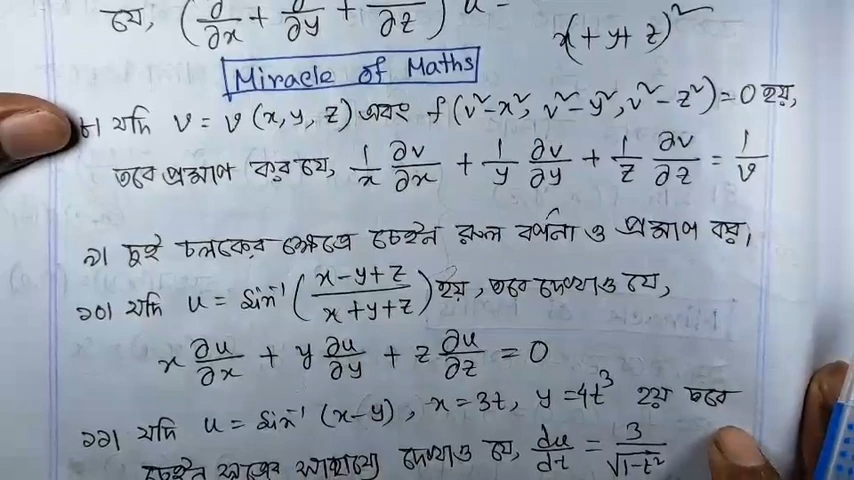 যে, (∂/∂x + ∂/∂y + ∂/∂z) u = 
x(x+y+z)²
Miracle of Maths
৮। যদি v = v(x, y, z) এবং f(v²-x², v²-y², v²-z²) = 0 হয়,
তবে প্রমাণ কর যে, 1/x ∂v/∂x + 1/y ∂v/∂y + 1/z ∂v/∂z = 1/v
৯। দুই চলকের ক্ষেত্রে চেইন রুল বর্ণনা ও প্রমাণ কর।
১০। যদি u = sin⁻¹((x-y+z)/(x+y+z)) হয়, তবে দেখাও যে,
x ∂u/∂x + y ∂u/∂y + z ∂u/∂z = 0
১১। যদি u = sin⁻¹(x-y), x = 3t, y = 4t³ হয় তবে
চেইন সূত্রের সাহায্যে দেখাও যে, du/dt = 3/√(1-t²)